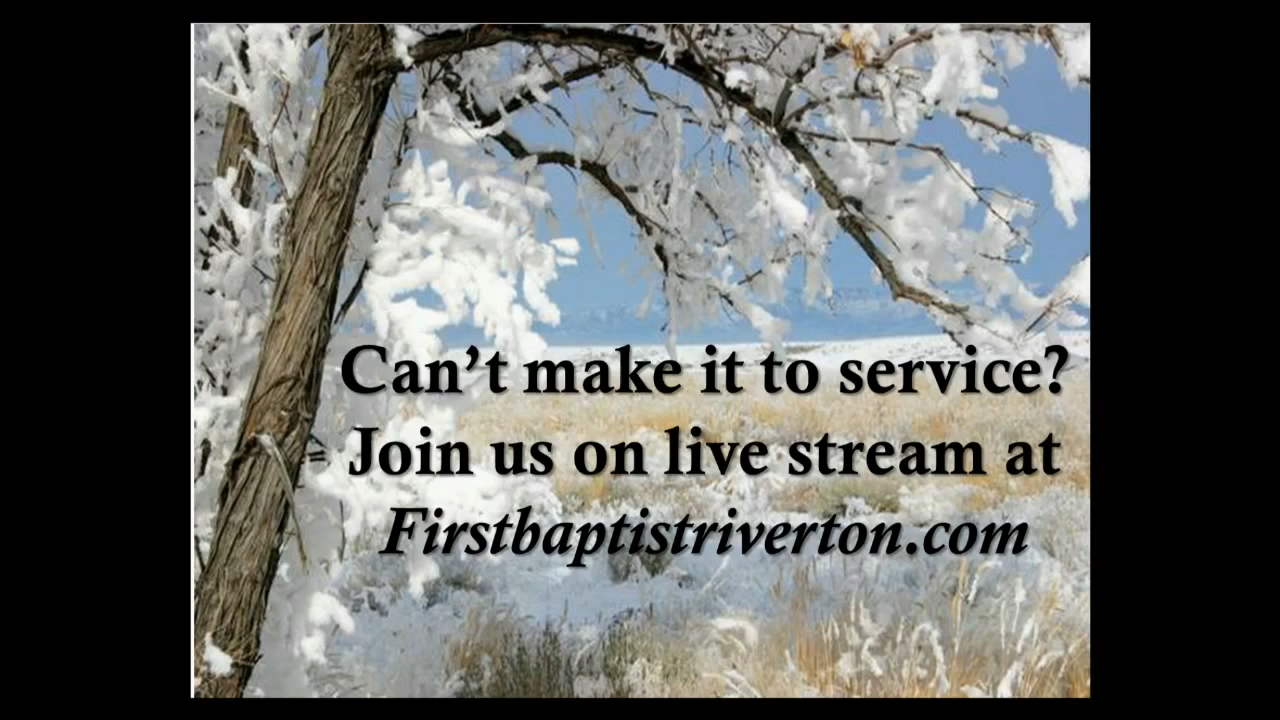 Can't make it to service?
Join us on live stream at
Firstbaptistriverton.com